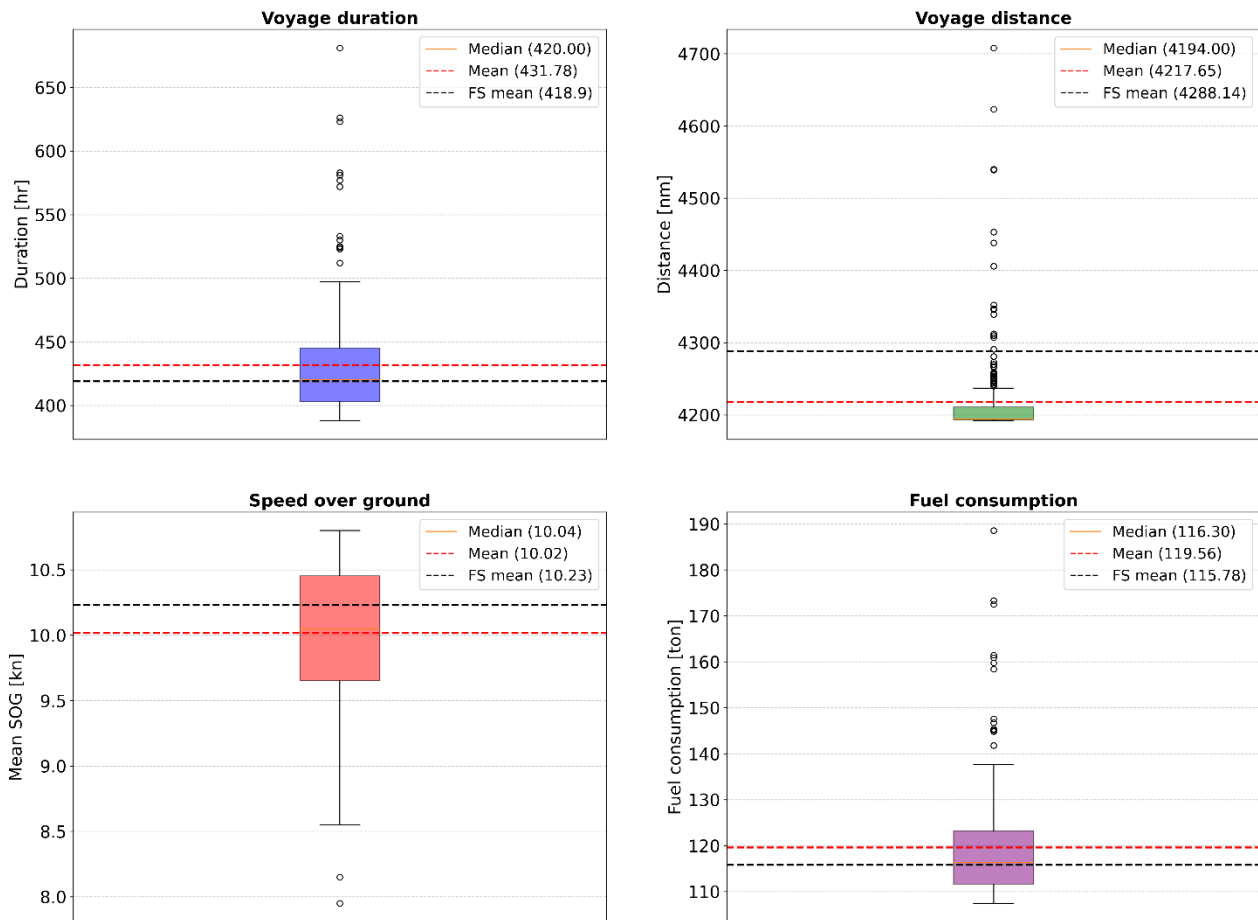 Voyage duration
Median (420.00)
Mean (431.78)
FS mean (418.9)
650
600
550
500
450
400
Duration [hr]
Voyage distance
Median (4194.00)
Mean (4217.65)
FS mean (4288.14)
4700
4600
4500
4400
4300
4200
Distance [nm]
Speed over ground
Median (10.04)
Mean (10.02)
FS mean (10.23)
10.5
10.0
9.5
9.0
8.5
8.0
Mean SOG [kn]
Fuel consumption
Median (116.30)
Mean (119.56)
FS mean (115.78)
190
180
170
160
150
140
130
120
110
Fuel consumption [ton]